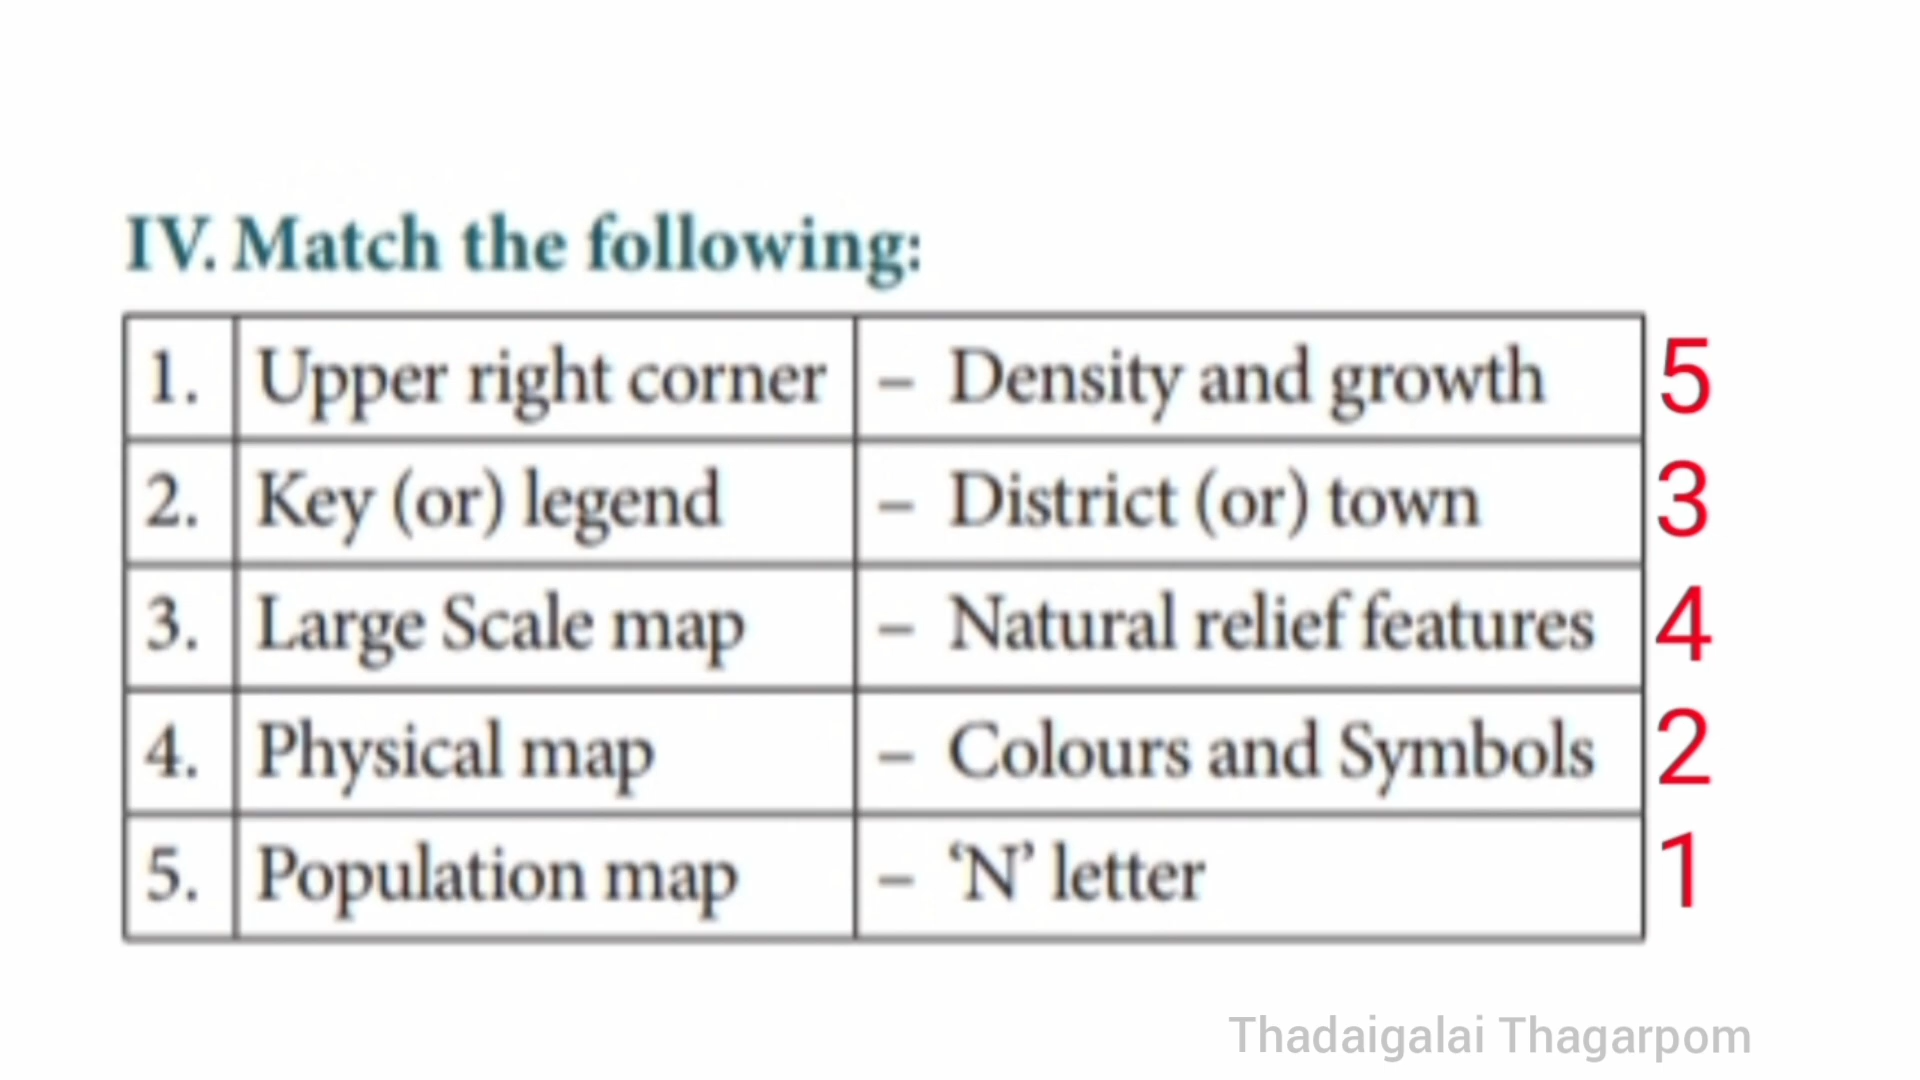 IV. Match the following:
1. Upper right corner – Density and growth 5
2. Key (or) legend – District (or) town 3
3. Large Scale map – Natural relief features 4
4. Physical map – Colours and Symbols 2
5. Population map – ‘N’ letter 1
Thadaigalai Thagarpom